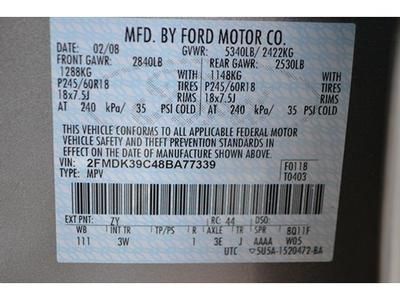 MFD. BY FORD MOTOR CO.
DATE: 02/08 GVWR: 5340LB/ 2422KG
FRONT GAWR: 2840LB REAR GAWR: 2530LB
1288KG 1148KG
P245/60R18 TIRES P245/60R18 TIRES
18x7.5J RIMS 18x7.5J RIMS
AT 240 kPa/ 35 PSI COLD AT 240 kPa/ 35 PSI COLD
THIS VEHICLE CONFORMS TO ALL APPLICABLE FEDERAL MOTOR
VEHICLE SAFETY AND THEFT PREVENTION STANDARDS IN
EFFECT ON THE DATE OF MANUFACTURE SHOWN ABOVE.
VIN: 2FMDK39C48BA77339 F0118
TYPE: MPV T0403
EXT PNT: ZY RC: 44 DSO:
WB INT TR TP/PS R AXLE TR SPR BQ11F
111 3W 1 3E J AAAA W05
UTC 5U5A-1520472-BA